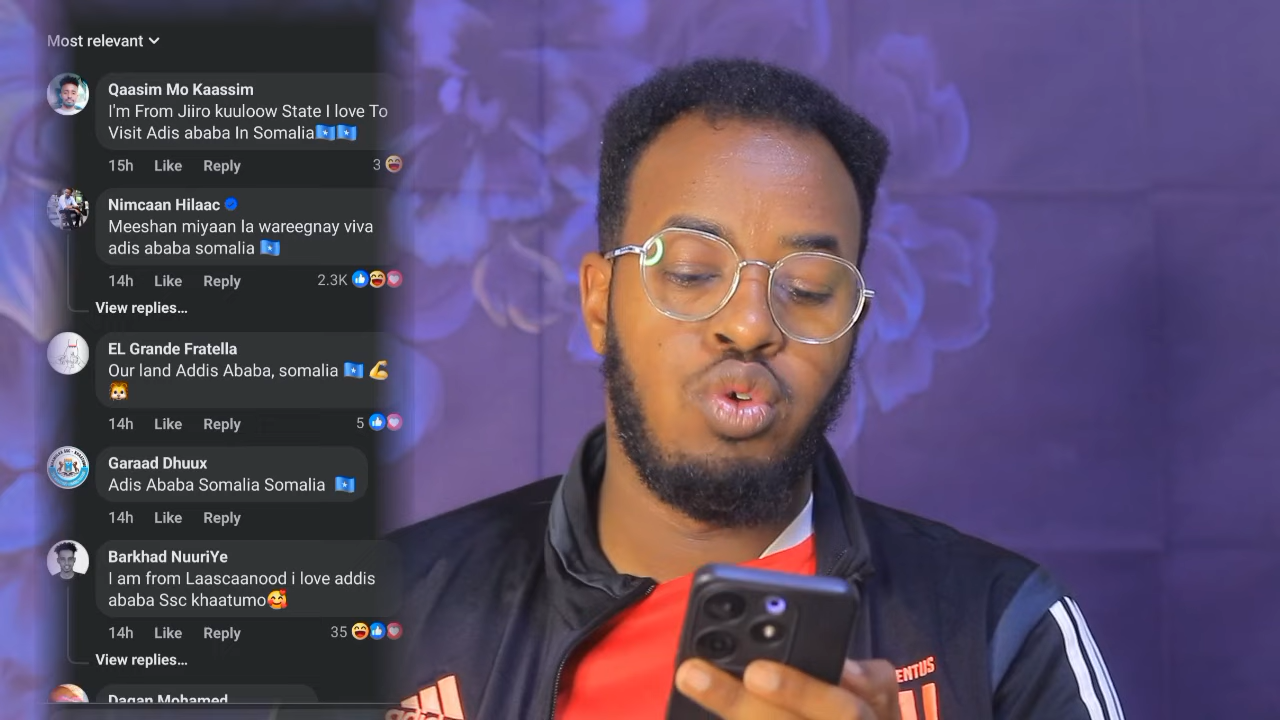 Most relevant
Qaasim Mo Kaassim
I'm From Jiiro kuuloow State I love To
Visit Adis ababa In Somalia
15h Like Reply 3
Nimcaan Hilaac
Meeshan miyaan la wareegnay viva
adis ababa somalia
14h Like Reply 2.3K
View replies...
EL Grande Fratella
Our land Addis Ababa, somalia
14h Like Reply 5
Garaad Dhuux
Adis Ababa Somalia Somalia
14h Like Reply
Barkhad NuuriYe
I am from Laascaanood i love addis
ababa Ssc khaatumo
14h Like Reply 35
View replies...
Dagan Mohamed
ENTUS